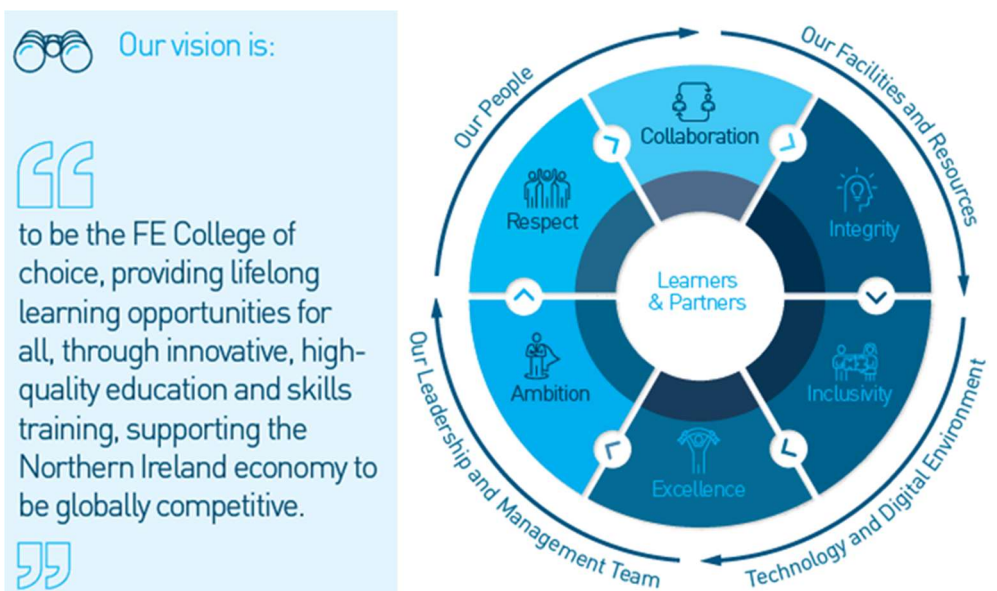 Our vision is:
to be the FE College of
choice, providing lifelong
learning opportunities for
all, through innovative, high-
quality education and skills
training, supporting the
Northern Ireland economy to
be globally competitive.
Our People
Our Facilities and Resources
Technology and Digital Environment
Our Leadership and Management Team
Collaboration
Integrity
Inclusivity
Excellence
Ambition
Respect
Learners
& Partners